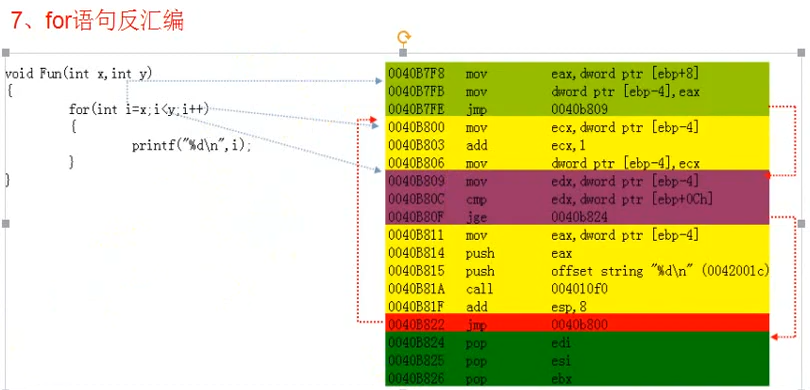 7、for语句反汇编
void Fun(int x,int y)
{
for(int i=x;i<y;i++)
{
printf("%d\n",i);
}
}
0040B7F8 mov eax,dword ptr [ebp+8]
0040B7FB mov dword ptr [ebp-4],eax
0040B7FE jmp 0040b809
0040B800 mov ecx,dword ptr [ebp-4]
0040B803 add ecx,1
0040B806 mov dword ptr [ebp-4],ecx
0040B809 mov edx,dword ptr [ebp-4]
0040B80C cmp edx,dword ptr [ebp+0Ch]
0040B80F jge 0040b824
0040B811 mov eax,dword ptr [ebp-4]
0040B814 push eax
0040B815 push offset string "%d\n" (0042001c)
0040B81A call 004010f0
0040B81F add esp,8
0040B822 jmp 0040b800
0040B824 pop edi
0040B825 pop esi
0040B826 pop ebx